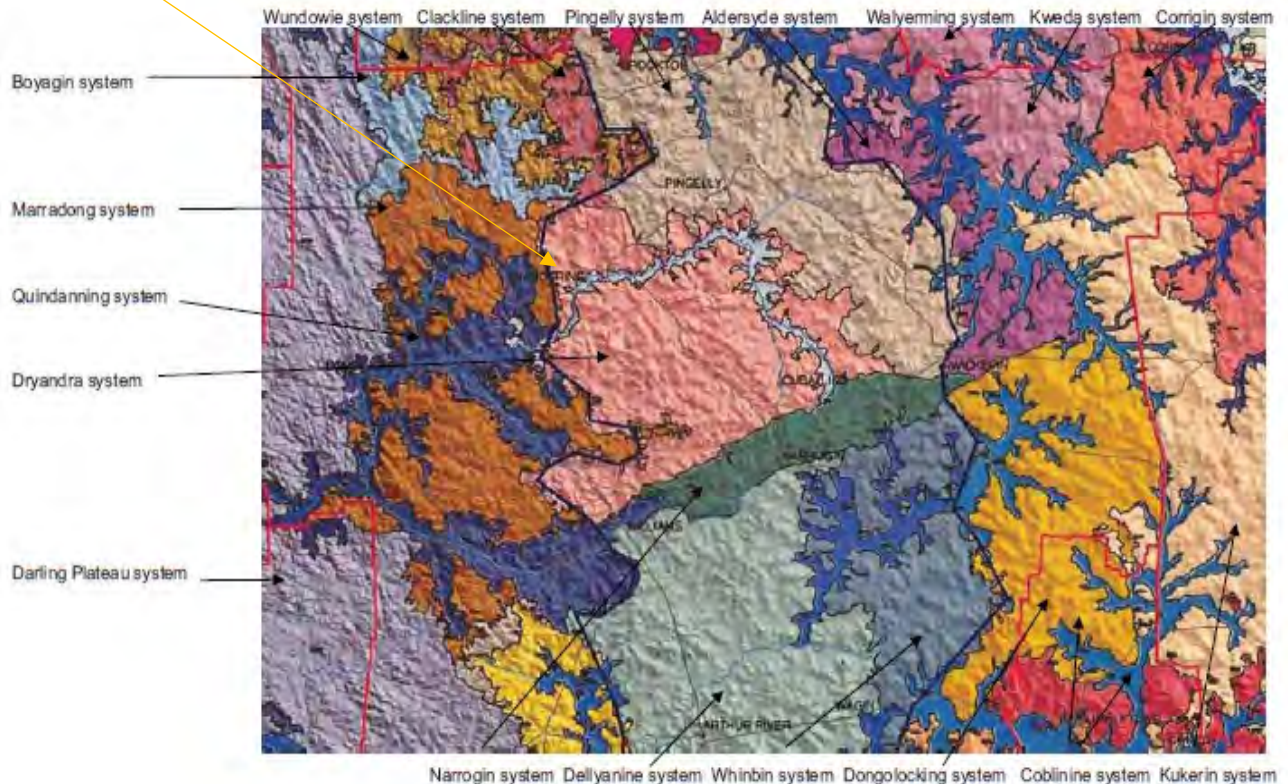 Wundowie system Clackline system Pingelly system Aldersyde system Walyerming system Kweda system Corrigin system
Boyagin system
PINGELLY
Marradong system
Quindanning system
Dryandra system
Darling Plateau system
ARTHUR RIVER
Narrogin system Dellyanine system Whinbin system Dongolocking system Coblinine system Kukerin system